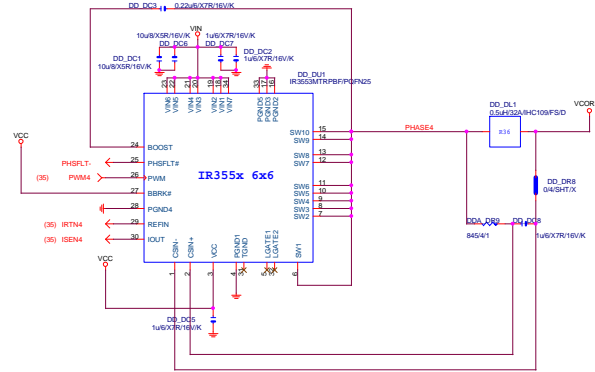 DD_DC3 0.22u/6/X7R/16V/K
VIN
10u/8/X5R/16V/K 1u/6/X7R/16V/K
DD_DC6 DD_DC7
DD_DC1 DD_DC2
10u/8/X5R/16V/K 1u/6/X7R/16V/K
DD_DU1
IR3553MTRPBF/PQFN25
23 22 21 20 19 18 34 33 17 16
VIN6 VIN5 VIN4 VIN3 VIN2 VIN1 VIN7 PGND5 PGND3 PGND2
DD_DL1
0.5uH/32A/IHC109/FS/D
VCOR
SW10 15 PHASE4
R36
SW9 14
VCC
24 BOOST
SW8 13
PHSFLT- 25 PHSFLT#
SW7 12
(35) PWM4 26 PWM
IR355x 6x6
DD_DR8
0/4/SHT/X
27 BBRK#
SW6 11
SW5 10
SW4 9
28 PGND4
SW3 8
SW2 7
(35) IRTN4 29 REFIN
DDA_DR9 DD_DC8
(35) ISEN4 30 IOUT
845/4/1 1u/6/X7R/16V/K
CSIN- CSIN+ VCC PGND1 TGND LGATE1 LGATE2 SW1
VCC
1 2 3 4 31 5 32 6
DD_DC5
1u/6/X7R/16V/K